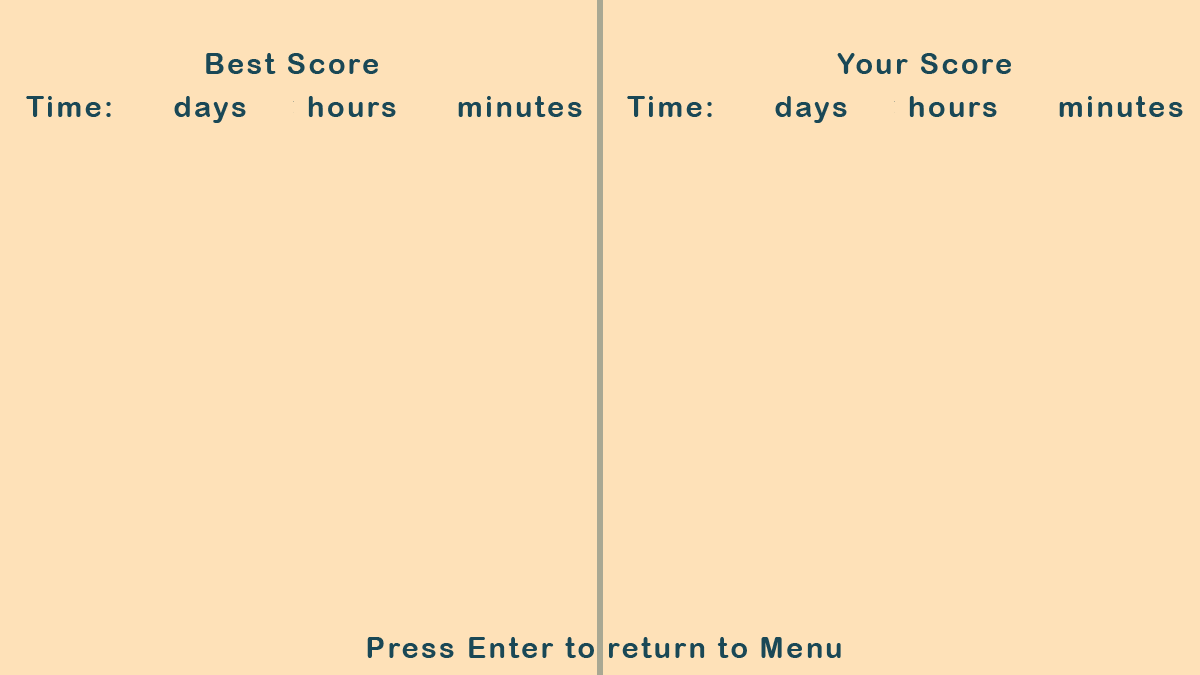 Best Score
Time: days hours minutes
Your Score
Time: days hours minutes
Press Enter to return to Menu